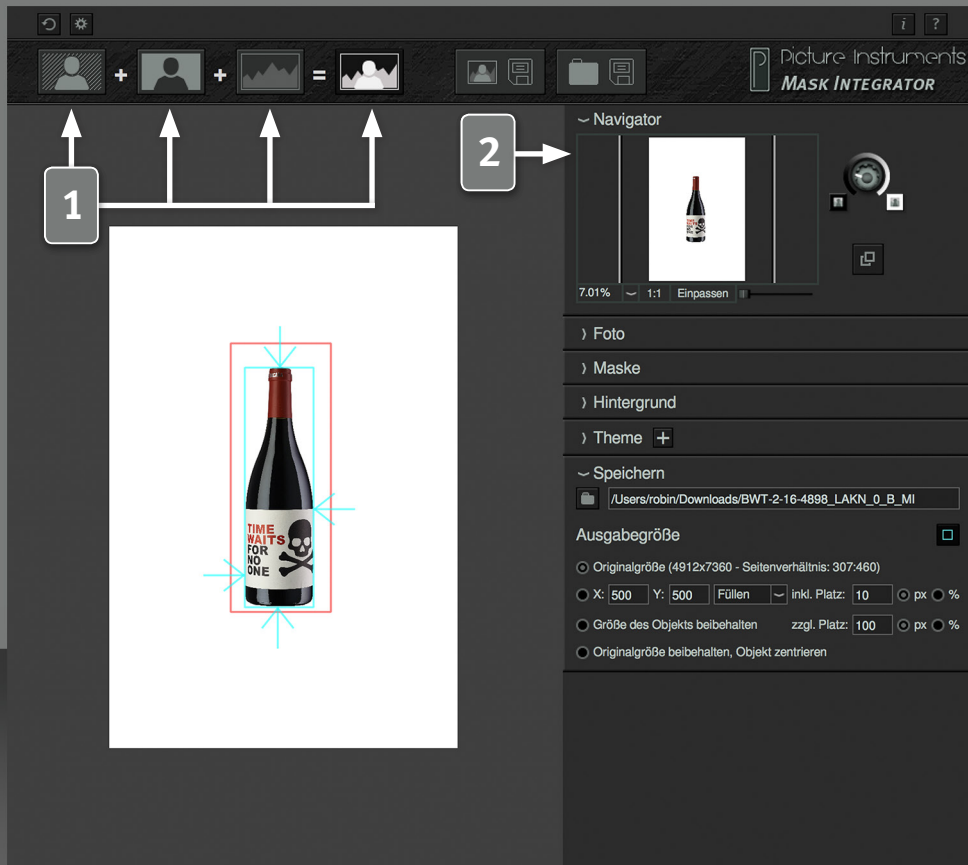 i ?
+ + =
Picture Instruments
MASK INTEGRATOR
Navigator
1
2
7.01% 1:1 Einpassen
Foto
Maske
Hintergrund
Theme +
Speichern
/Users/robin/Downloads/BWT-2-16-4898_LAKN_0_B_MI
Ausgabegröße
Originalgröße (4912x7360 - Seitenverhältnis: 307:460)
X: 500 Y: 500 Füllen inkl. Platz: 10 px %
Größe des Objekts beibehalten zzgl. Platz: 100 px %
Originalgröße beibehalten, Objekt zentrieren
TIME
WAITS
FOR
NO
ONE